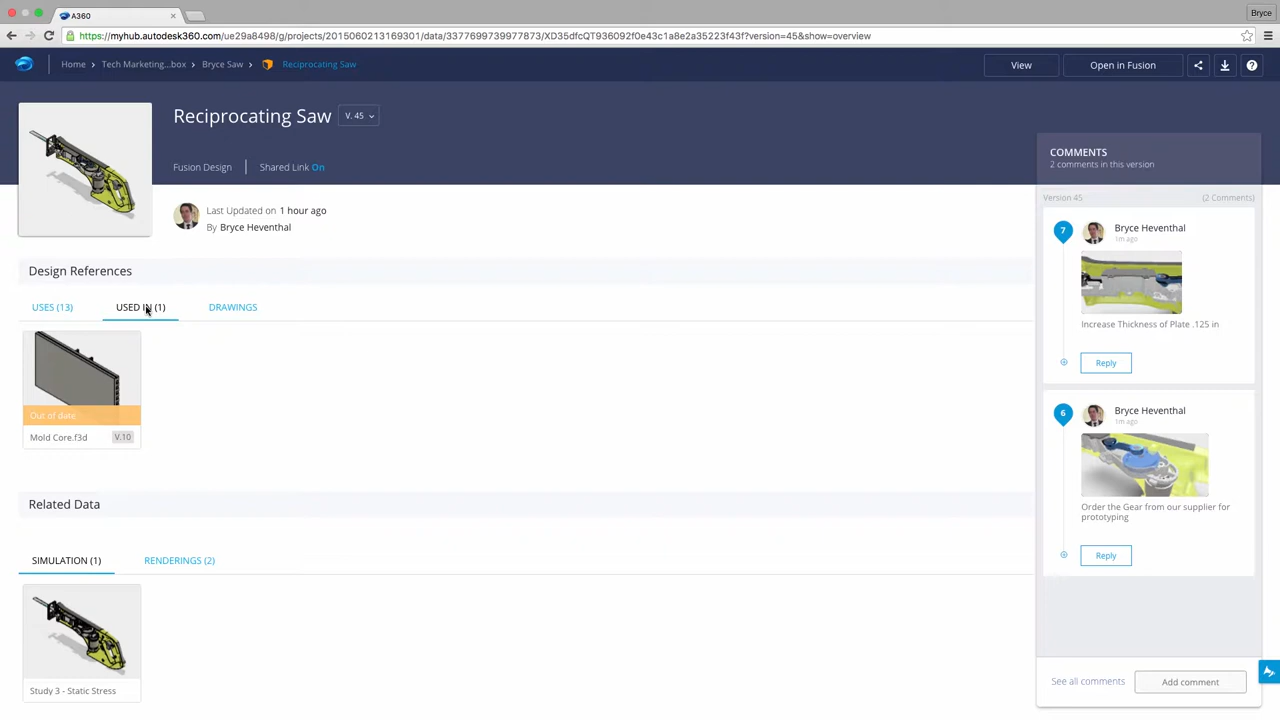 A360
Bryce
https://myhub.autodesk360.com/ue29a8498/g/projects/2015060213169301/data/3377699739977873/XD35dfcQT936092f0e43c1a8e2a35223f43f?version=45&show=overview
Home > Tech Marketing...box > Bryce Saw > Reciprocating Saw
View
Open in Fusion
Reciprocating Saw
V. 45
Fusion Design
Shared Link On
Last Updated on 1 hour ago
By Bryce Heventhal
Design References
USES (13)
USED IN (1)
DRAWINGS
Out of date
Mold Core.f3d
V.10
Related Data
SIMULATION (1)
RENDERINGS (2)
Study 3 - Static Stress
COMMENTS
2 comments in this version
Version 45
(2 Comments)
7
Bryce Heventhal
1m ago
Increase Thickness of Plate .125 in
Reply
6
Bryce Heventhal
1m ago
Order the Gear from our supplier for
prototyping
Reply
See all comments
Add comment